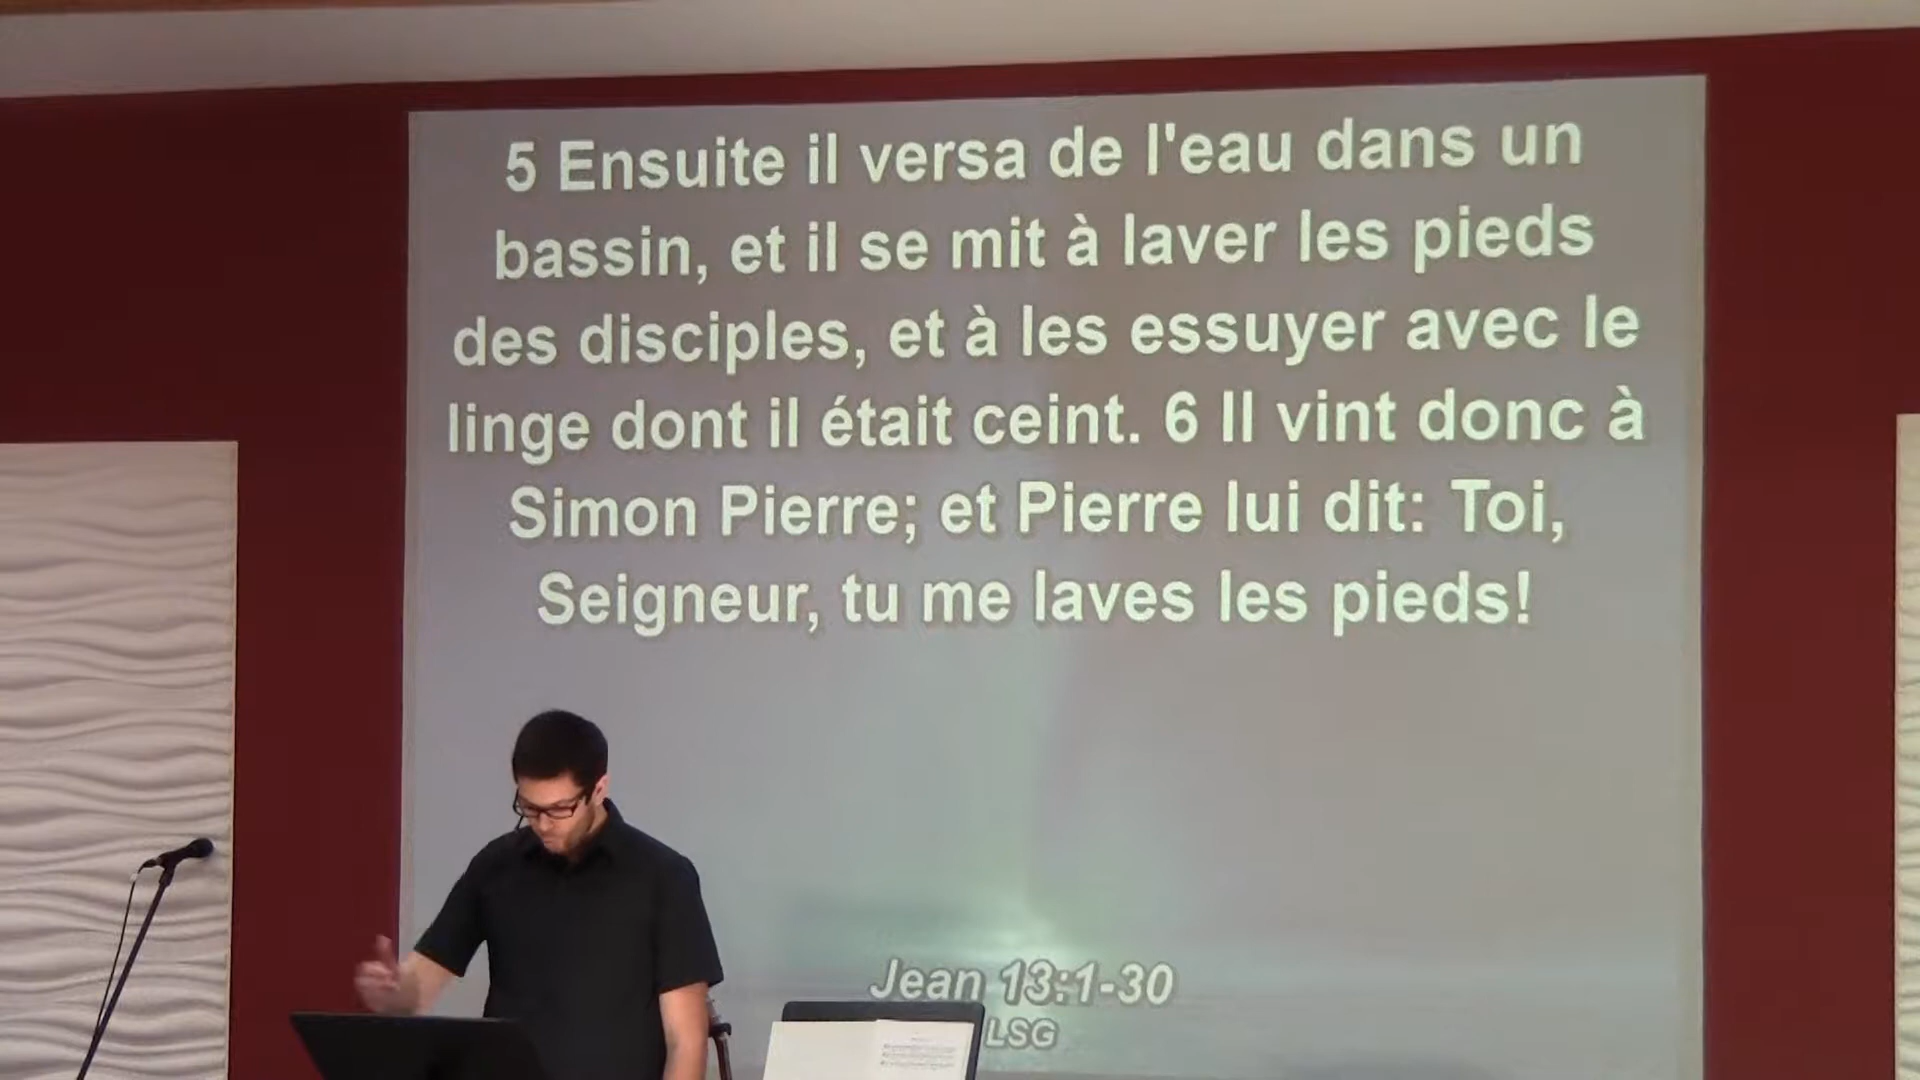 5 Ensuite il versa de l'eau dans un
bassin, et il se mit à laver les pieds
des disciples, et à les essuyer avec le
linge dont il était ceint. 6 Il vint donc à
Simon Pierre; et Pierre lui dit: Toi,
Seigneur, tu me laves les pieds!
Jean 13:1-30
LSG